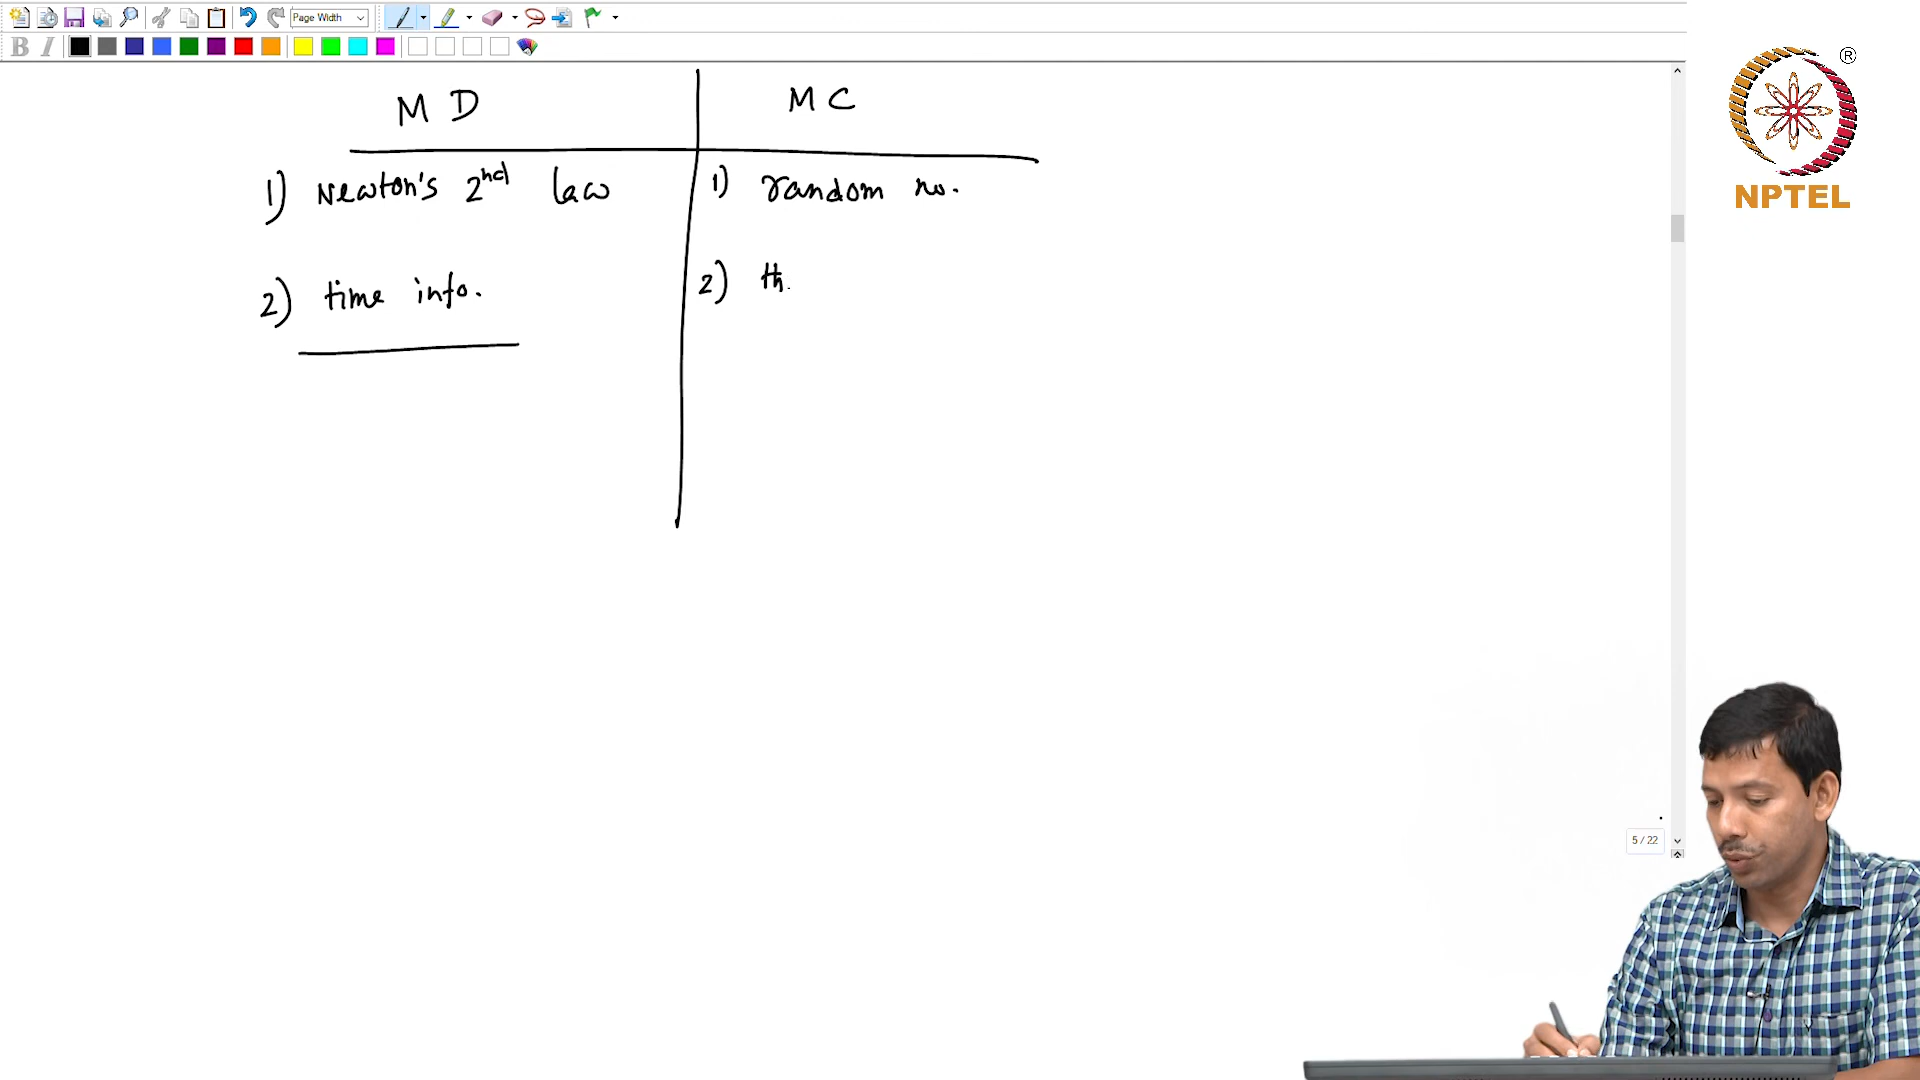 Page Width
B I
M D
M C
1) Newton's 2nd law
1) random no.
2) time info.
2) th
5 / 22
®
NPTEL